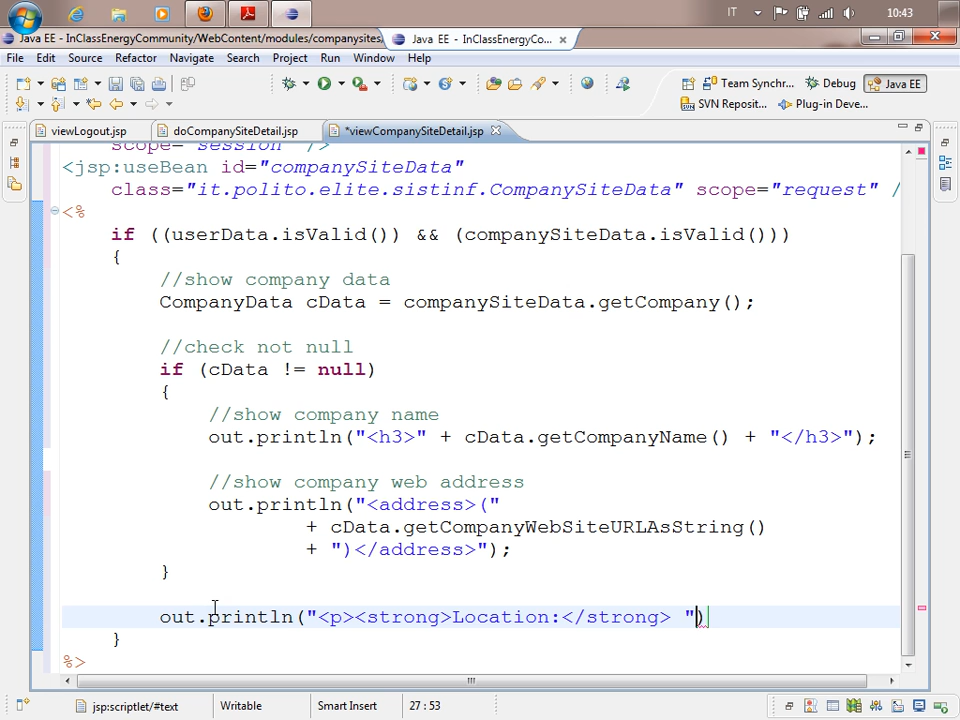 IT 10:43
Java EE - InClassEnergyCommunity/WebContent/modules/companysites/ Java EE - InClassEnergyCo...
File Edit Source Refactor Navigate Search Project Run Window Help
Team Synchr... Debug Java EE
SVN Reposit... Plug-in Deve...
viewLogout.jsp doCompanySiteDetail.jsp *viewCompanySiteDetail.jsp
scope="session" />
<jsp:useBean id="companySiteData"
class="it.polito.elite.sistinf.CompanySiteData" scope="request" /
<%
if ((userData.isValid()) && (companySiteData.isValid()))
{
//show company data
CompanyData cData = companySiteData.getCompany();
//check not null
if (cData != null)
{
//show company name
out.println("<h3>" + cData.getCompanyName() + "</h3>");
//show company web address
out.println("<address>("
+ cData.getCompanyWebSiteURLAsString()
+ ")</address>");
}
out.println("<p><strong>Location:</strong> ")
}
%>
jsp:scriptlet/#text Writable Smart Insert 27 : 53